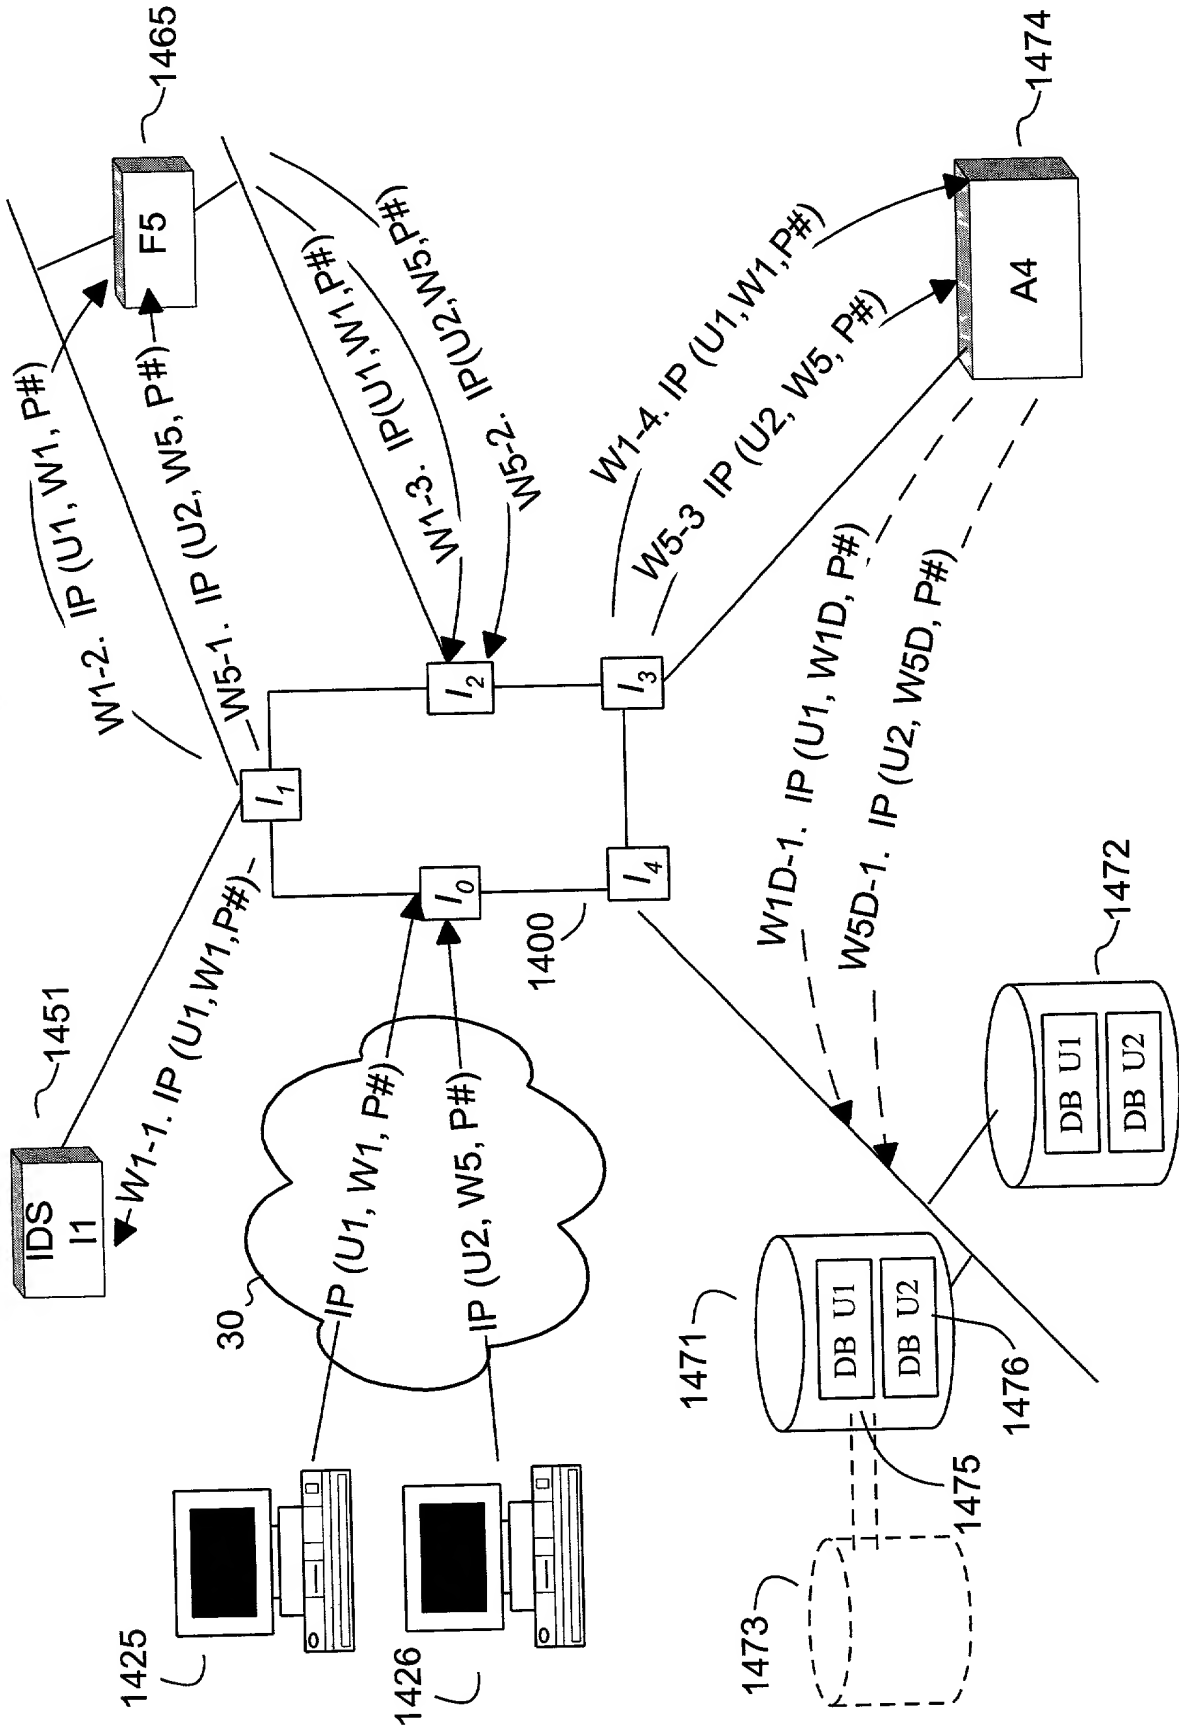 1425
1426
30
IP (U1, W1, P#)
IP (U2, W5, P#)
IDS
I1
1451
W1-1. IP (U1,W1,P#)
W1-2. IP (U1, W1, P#)
W5-1. IP (U2, W5, P#)
F5
1465
W1-3. IP(U1,W1,P#)
W5-2. IP(U2,W5,P#)
I0
I1
I2
I3
I4
1400
W1-4. IP (U1,W1,P#)
W5-3 IP (U2, W5, P#)
A4
1474
W1D-1. IP (U1, W1D, P#)
W5D-1. IP (U2, W5D, P#)
1471
DB U1
DB U2
1472
DB U1
DB U2
1473
1475
1476